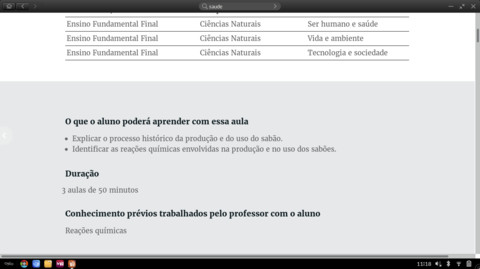 saude
Ensino Fundamental Final Ciências Naturais Ser humano e saúde
Ensino Fundamental Final Ciências Naturais Vida e ambiente
Ensino Fundamental Final Ciências Naturais Tecnologia e sociedade
O que o aluno poderá aprender com essa aula
• Explicar o processo histórico da produção e do uso do sabão.
• Identificar as reações químicas envolvidas na produção e no uso dos sabões.
Duração
3 aulas de 50 minutos
Conhecimento prévios trabalhados pelo professor com o aluno
Reações químicas
11:18